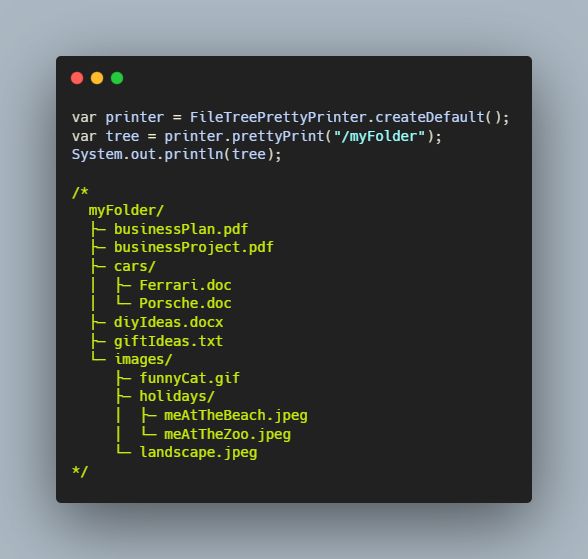 var printer = FileTreePrettyPrinter.createDefault();
var tree = printer.prettyPrint("/myFolder");
System.out.println(tree);

/*
  myFolder/
  ├─ businessPlan.pdf
  ├─ businessProject.pdf
  ├─ cars/
  │  ├─ Ferrari.doc
  │  └─ Porsche.doc
  ├─ diyIdeas.docx
  ├─ giftIdeas.txt
  └─ images/
     ├─ funnyCat.gif
     ├─ holidays/
     │  ├─ meAtTheBeach.jpeg
     │  └─ meAtTheZoo.jpeg
     └─ landscape.jpeg
*/